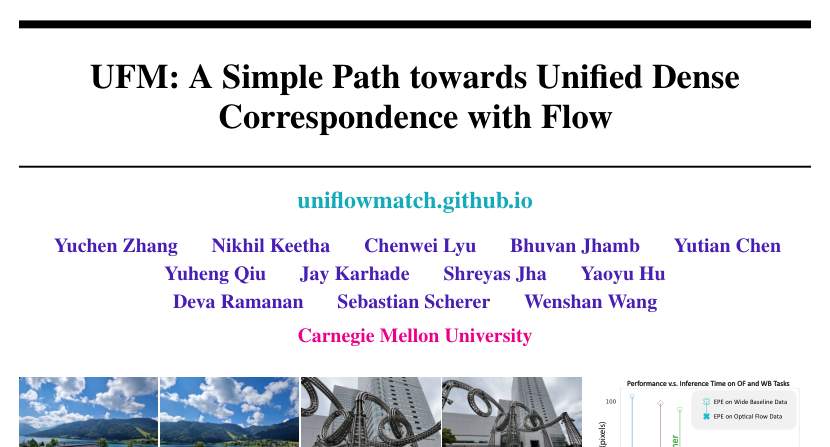 UFM: A Simple Path towards Unified Dense
Correspondence with Flow
uniflowmatch.github.io
Yuchen Zhang Nikhil Keetha Chenwei Lyu Bhuvan Jhamb Yutian Chen
Yuheng Qiu Jay Karhade Shreyas Jha Yaoyu Hu
Deva Ramanan Sebastian Scherer Wenshan Wang
Carnegie Mellon University
Performance v.s. Inference Time on OF and WB Tasks
100
EPE on Wide Baseline Data
EPE on Optical Flow Data
(pixels)